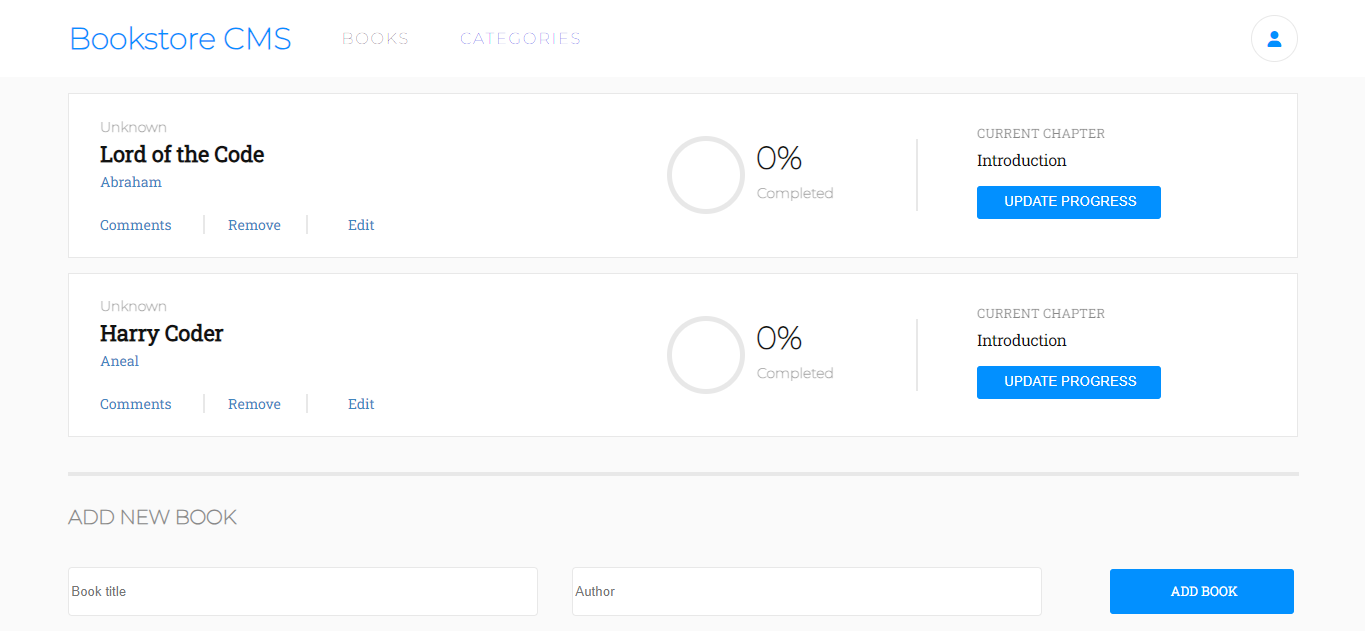 Bookstore CMS BOOKS CATEGORIES
Unknown
Lord of the Code
Abraham
Comments Remove Edit
0%
Completed
CURRENT CHAPTER
Introduction
UPDATE PROGRESS
Unknown
Harry Coder
Aneal
Comments Remove Edit
0%
Completed
CURRENT CHAPTER
Introduction
UPDATE PROGRESS
ADD NEW BOOK
Book title Author ADD BOOK